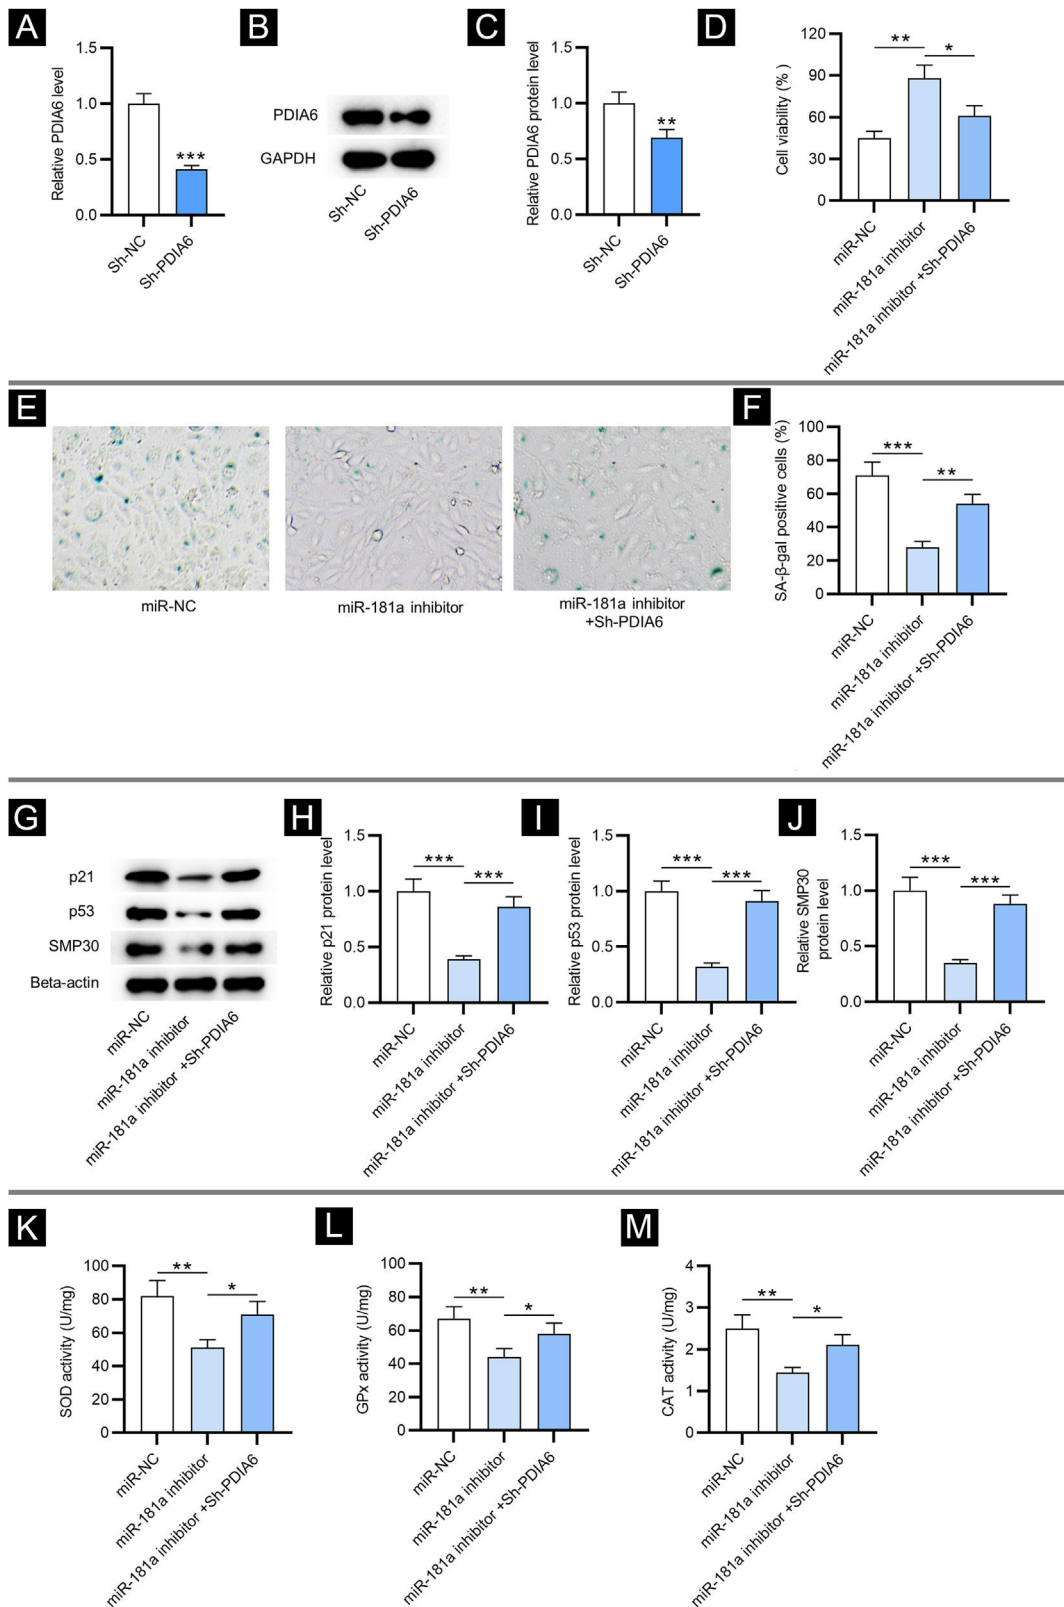 A
Relative PDIA6 level
1.5
1.0
0.5
0.0
***
Sh-NC
Sh-PDIA6
B
PDIA6
GAPDH
Sh-NC
Sh-PDIA6
C
Relative PDIA6 protein level
1.5
1.0
0.5
0.0
**
Sh-NC
Sh-PDIA6
D
Cell viability (% )
120
90
60
30
0
**
*
miR-NC
miR-181a inhibitor
miR-181a inhibitor +Sh-PDIA6
E
miR-NC
miR-181a inhibitor
miR-181a inhibitor
+Sh-PDIA6
F
SA-β-gal positive cells (%)
100
80
60
40
20
0
***
**
miR-NC
miR-181a inhibitor
miR-181a inhibitor +Sh-PDIA6
G
p21
p53
SMP30
Beta-actin
miR-NC
miR-181a inhibitor
miR-181a inhibitor +Sh-PDIA6
H
Relative p21 protein level
1.5
1.0
0.5
0.0
***
***
miR-NC
miR-181a inhibitor
miR-181a inhibitor +Sh-PDIA6
I
Relative p53 protein level
1.5
1.0
0.5
0.0
***
***
miR-NC
miR-181a inhibitor
miR-181a inhibitor +Sh-PDIA6
J
Relative SMP30
protein level
1.5
1.0
0.5
0.0
***
***
miR-NC
miR-181a inhibitor
miR-181a inhibitor +Sh-PDIA6
K
SOD activity (U/mg)
100
80
60
40
20
0
**
*
miR-NC
miR-181a inhibitor
miR-181a inhibitor +Sh-PDIA6
L
GPx activity (U/mg)
100
80
60
40
20
0
**
*
miR-NC
miR-181a inhibitor
miR-181a inhibitor +Sh-PDIA6
M
CAT activity (U/mg)
4
3
2
1
0
**
*
miR-NC
miR-181a inhibitor
miR-181a inhibitor +Sh-PDIA6